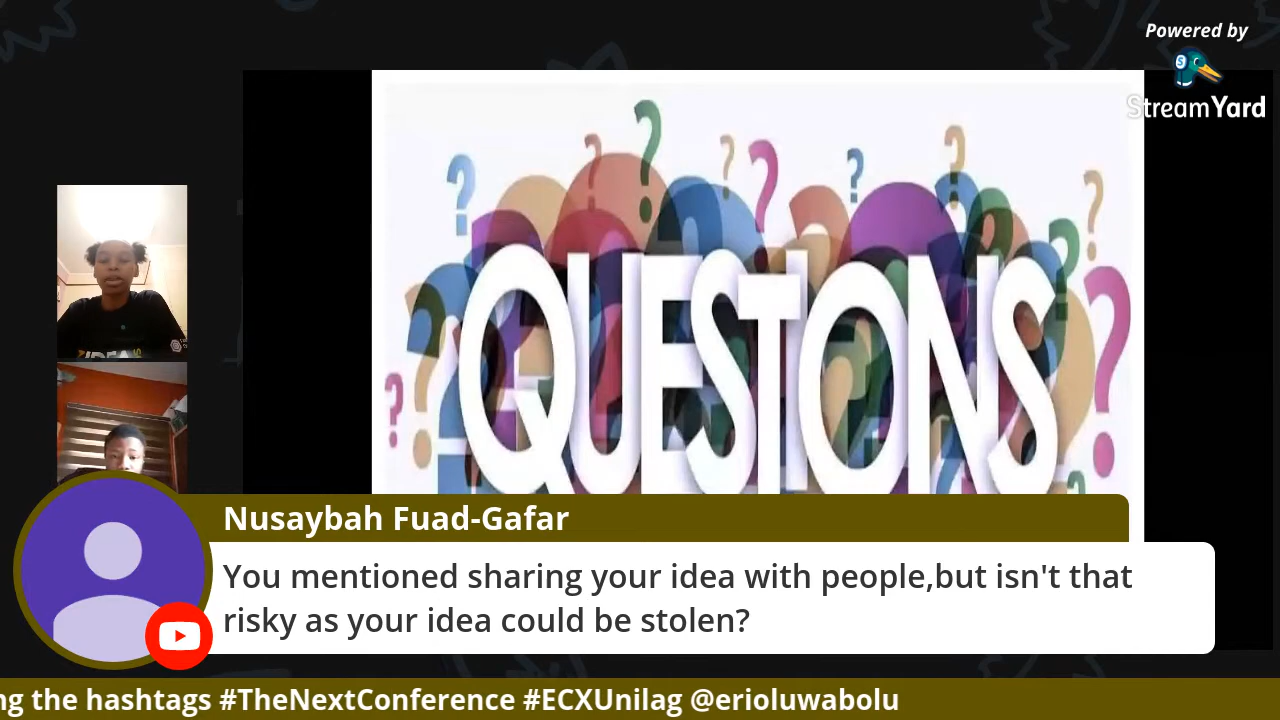 Powered by
StreamYard
QUESTIONS
Nusaybah Fuad-Gafar
You mentioned sharing your idea with people,but isn't that
risky as your idea could be stolen?
ng the hashtags #TheNextConference #ECXUnilag @erioluwabolu